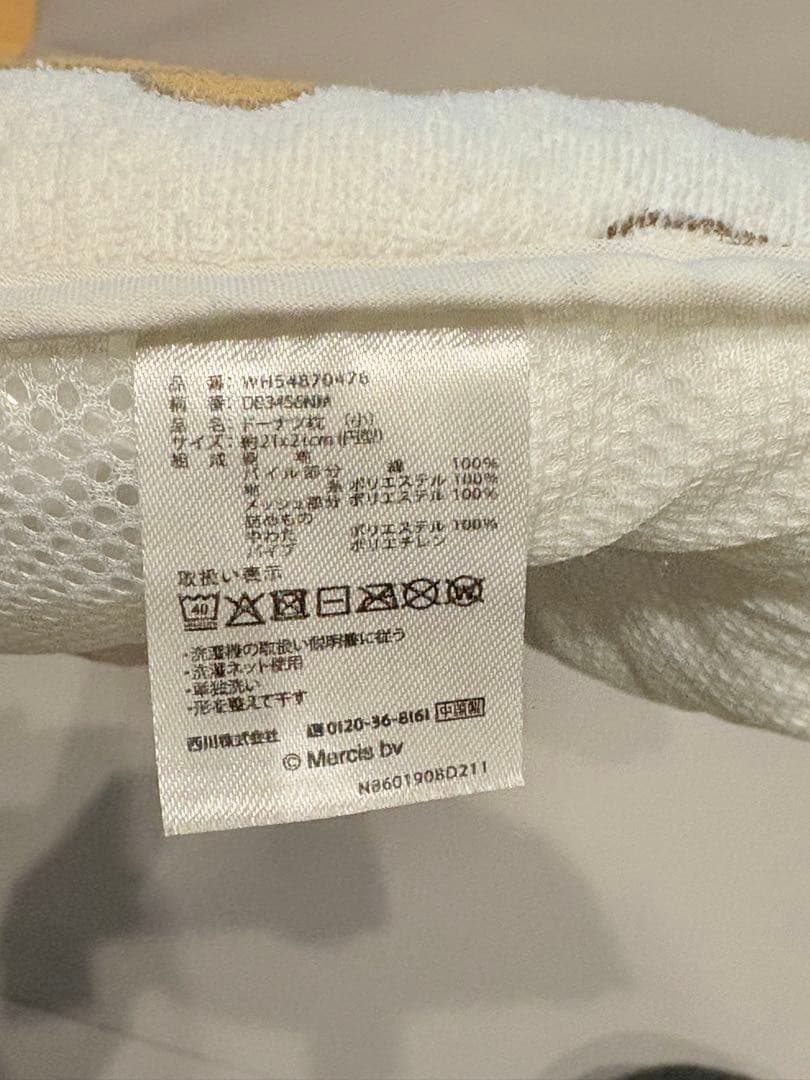 品　番：WH54870476
柄　番：DB3456NM
品　名：ドーナツ枕　(小)
サイズ：約21x21cm(円型)
組　成　側　地
パイル部分　綿　100%
地　糸　ポリエステル 100%
メッシュ部分 ポリエステル 100%
詰めもの
中わた　ポリエステル 100%
パイプ　ポリエチレン
取扱い表示
40
W
・洗濯機の取扱い説明書に従う
・洗濯ネット使用
・単独洗い
・形を整えて干す
西川株式会社　0120-36-8161 中国製
© Mercis bv
N8601908D211